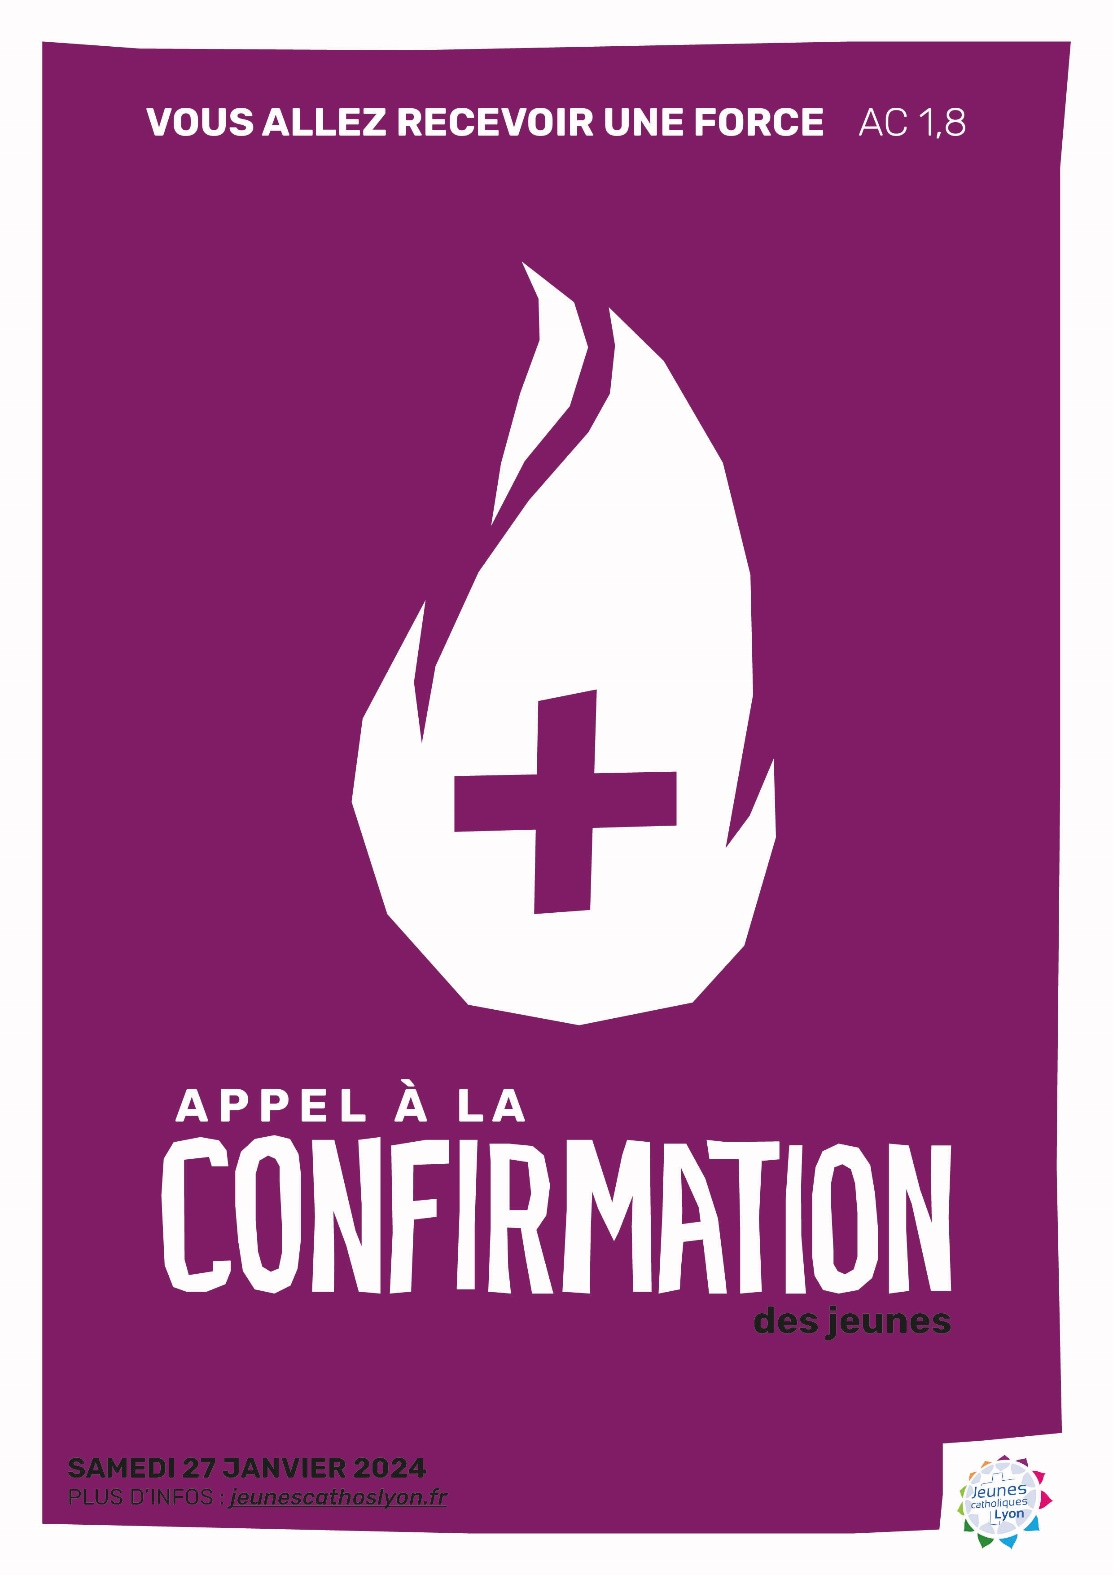 VOUS ALLEZ RECEVOIR UNE FORCE AC 1,8
APPEL À LA
CONFIRMATION
des jeunes
SAMEDI 27 JANVIER 2024
PLUS D'INFOS : jeunescathoslyon.fr
Jeunes
catholiques
Lyon